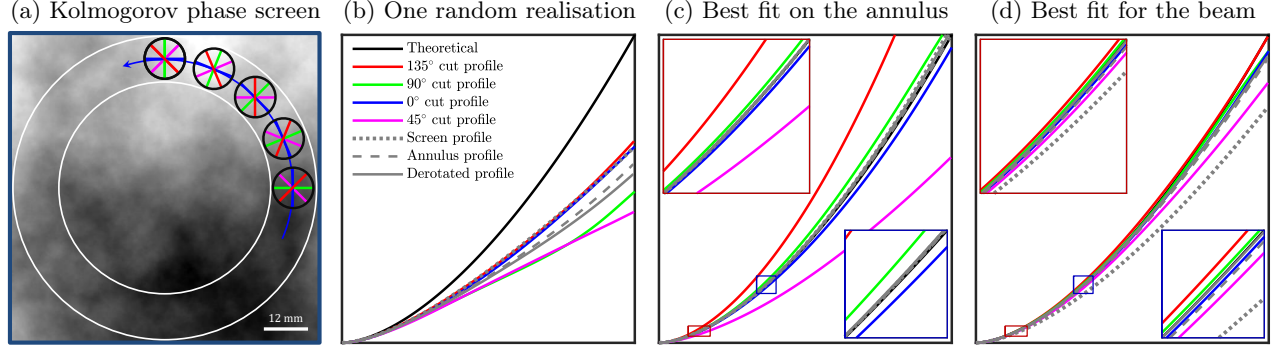 (a) Kolmogorov phase screen
(b) One random realisation
(c) Best fit on the annulus
(d) Best fit for the beam
12 mm
Theoretical
135° cut profile
90° cut profile
0° cut profile
45° cut profile
Screen profile
Annulus profile
Derotated profile